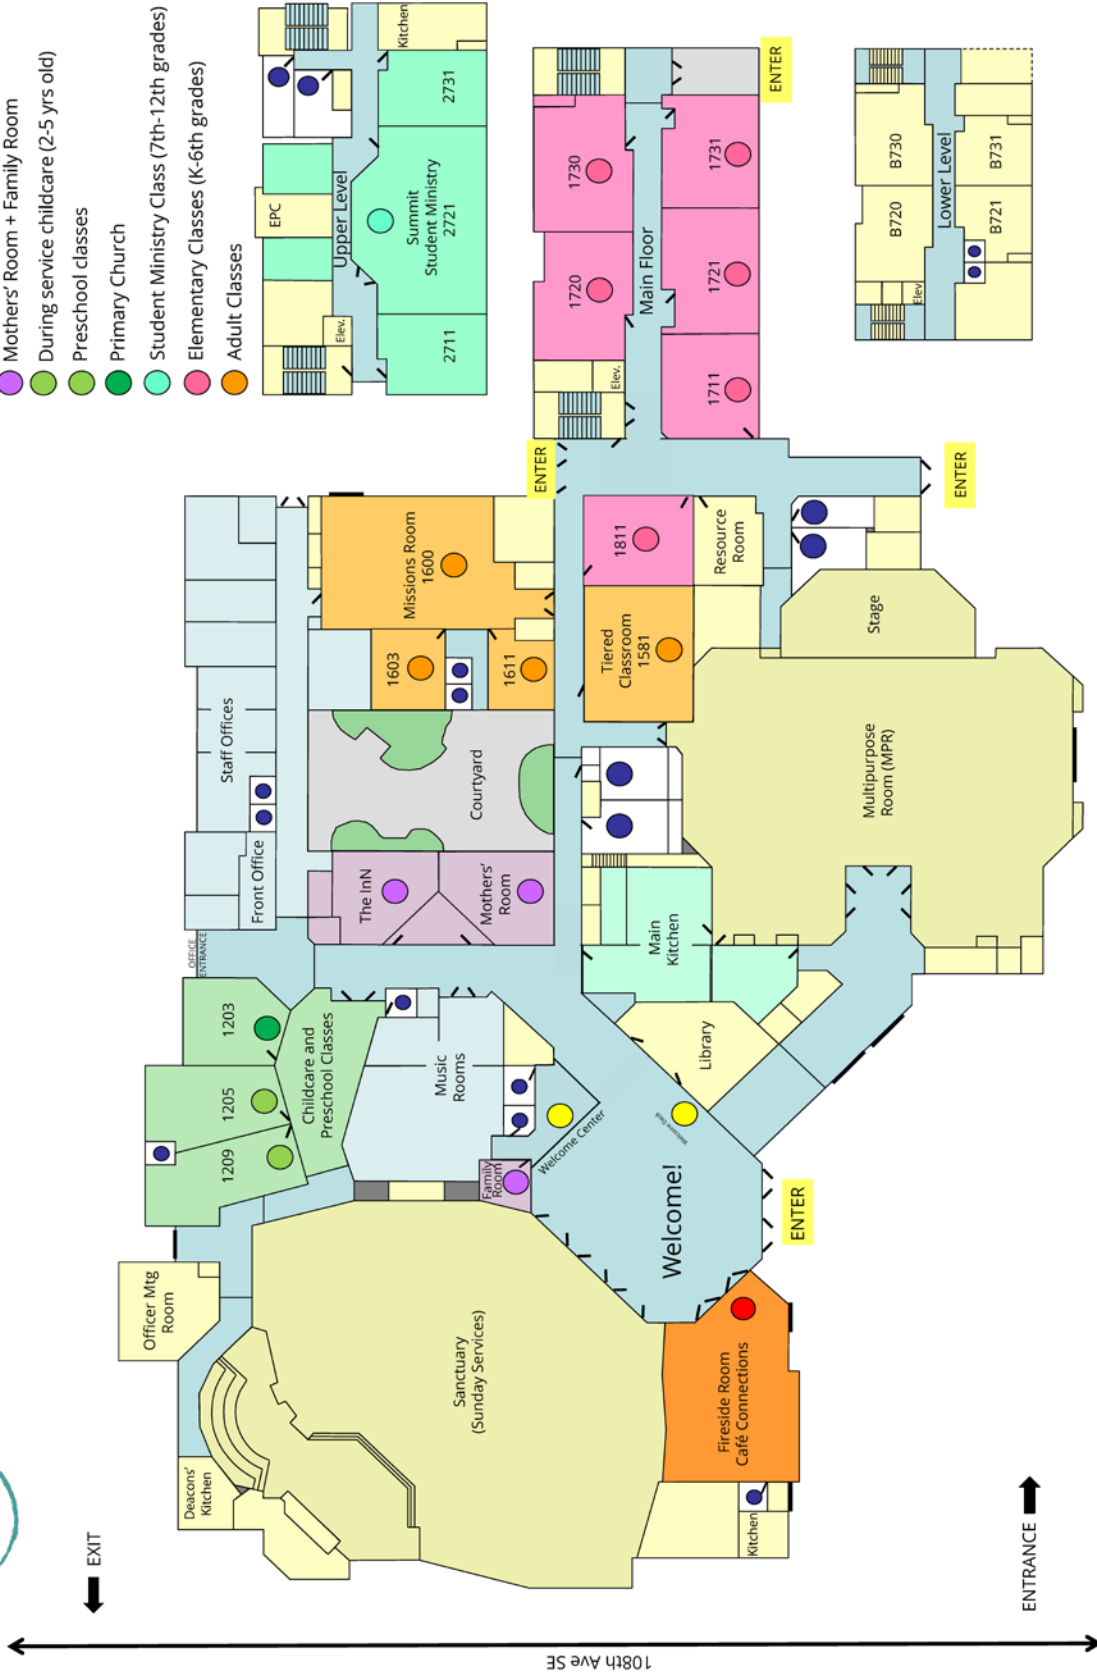 Mothers' Room + Family Room
During service childcare (2-5 yrs old)
Preschool classes
Primary Church
Student Ministry Class (7th-12th grades)
Elementary Classes (K-6th grades)
Adult Classes
Kitchen
EPC
Upper Level
Elev.
2711
Summit
Student Ministry
2721
2731
1720
1730
Elev.
Main Floor
1711
1721
1731
ENTER
B720
B730
Elev
Lower Level
B721
B731
ENTER
ENTER
Staff Offices
Front Office
OFFICE
ENTRANCE
Missions Room
1600
1603
1611
Courtyard
The InN
Mothers'
Room
1811
Tiered
Classroom
1581
Resource
Room
Stage
Multipurpose
Room (MPR)
Main
Kitchen
Library
1203
1205
1209
Childcare and
Preschool Classes
Music
Rooms
Family
Room
Welcome Center
Welcome Desk
Welcome!
ENTER
Officer Mtg
Room
Deacons'
Kitchen
Sanctuary
(Sunday Services)
Fireside Room
Café Connections
Kitchen
EXIT
ENTRANCE
108th Ave SE